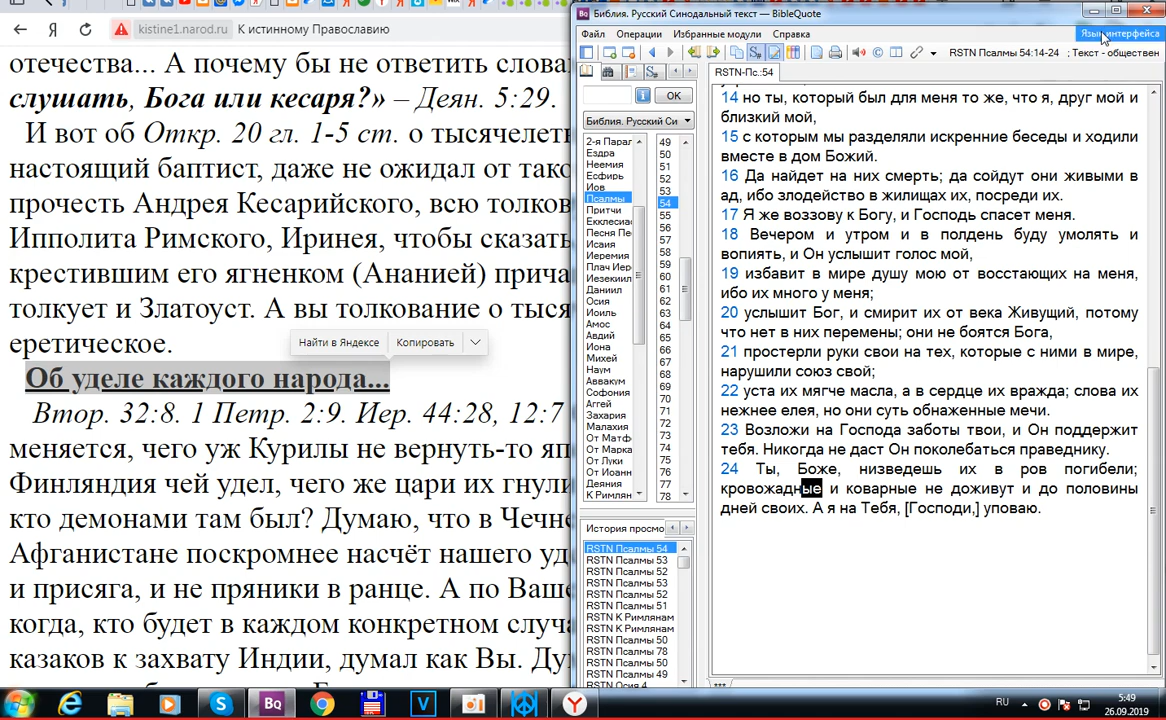 kistine1.narod.ru К истинному Православию
отечества... А почему бы не ответить слова
слушать, Бога или кесаря?» – Деян. 5:29.
И вот об Откр. 20 гл. 1-5 ст. о тысячелетн
настоящий баптист, даже не ожидал от тако
прочесть Андрея Кесарийского, всю толков
Ипполита Римского, Иринея, чтобы сказать
крестившим его ягненком (Ананией) прича
толкует и Златоуст. А вы толкование о тыся
еретическое.
Найти в Яндексе Копировать
Об уделе каждого народа...
Втор. 32:8. 1 Петр. 2:9. Иер. 44:28, 12:7
меняется, чего уж Курилы не вернуть-то яп
Финляндия чей удел, чего же цари их гнули
кто демонами там был? Думаю, что в Чечне
Афганистане поскромнее насчёт нашего уд
и присяга, и не пряники в ранце. А по Ваше
когда, кто будет в каждом конкретном случа
казаков к захвату Индии, думал как Вы. Ду
Библия. Русский Синодальный текст — BibleQuote
Файл Операции Избранные модули Справка Язык интерфейса
RSTN Псалмы 54:14-24 ; Текст - обществен
RSTN-Пс.:54
OK
Библия. Русский Си
2-я Парал
Ездра
Неемия
Есфирь
Иов
Псалмы
Притчи
Екклесиас
Песня Пе
Исаия
Иеремия
Плач Иер
Иезекиил
Даниил
Осия
Иоиль
Амос
Авдий
Иона
Михей
Наум
Аввакум
Софония
Аггей
Захария
Малахия
От Матф
От Марка
От Луки
От Иоанн
Деяния
К Римлян
49
50
51
52
53
54
55
56
57
58
59
60
61
62
63
64
65
66
67
68
69
70
71
72
73
74
75
76
77
78
История просмо
RSTN Псалмы 54
RSTN Псалмы 53
RSTN Псалмы 52
RSTN Псалмы 53
RSTN Псалмы 52
RSTN Псалмы 51
RSTN К Римлянам
RSTN К Римлянам
RSTN Псалмы 50
RSTN Псалмы 78
RSTN Псалмы 50
RSTN Псалмы 49
RSTN Осия 4
14 но ты, который был для меня то же, что я, друг мой и
близкий мой,
15 с которым мы разделяли искренние беседы и ходили
вместе в дом Божий.
16 Да найдет на них смерть; да сойдут они живыми в
ад, ибо злодейство в жилищах их, посреди их.
17 Я же воззову к Богу, и Господь спасет меня.
18 Вечером и утром и в полдень буду умолять и
вопиять, и Он услышит голос мой,
19 избавит в мире душу мою от восстающих на меня,
ибо их много у меня;
20 услышит Бог, и смирит их от века Живущий, потому
что нет в них перемены; они не боятся Бога,
21 простерли руки свои на тех, которые с ними в мире,
нарушили союз свой;
22 уста их мягче масла, а в сердце их вражда; слова их
нежнее елея, но они суть обнаженные мечи.
23 Возложи на Господа заботы твои, и Он поддержит
тебя. Никогда не даст Он поколебаться праведнику.
24 Ты, Боже, низведешь их в ров погибели;
кровожадные и коварные не доживут и до половины
дней своих. А я на Тебя, [Господи,] уповаю.
RU
5:49
26.09.2019